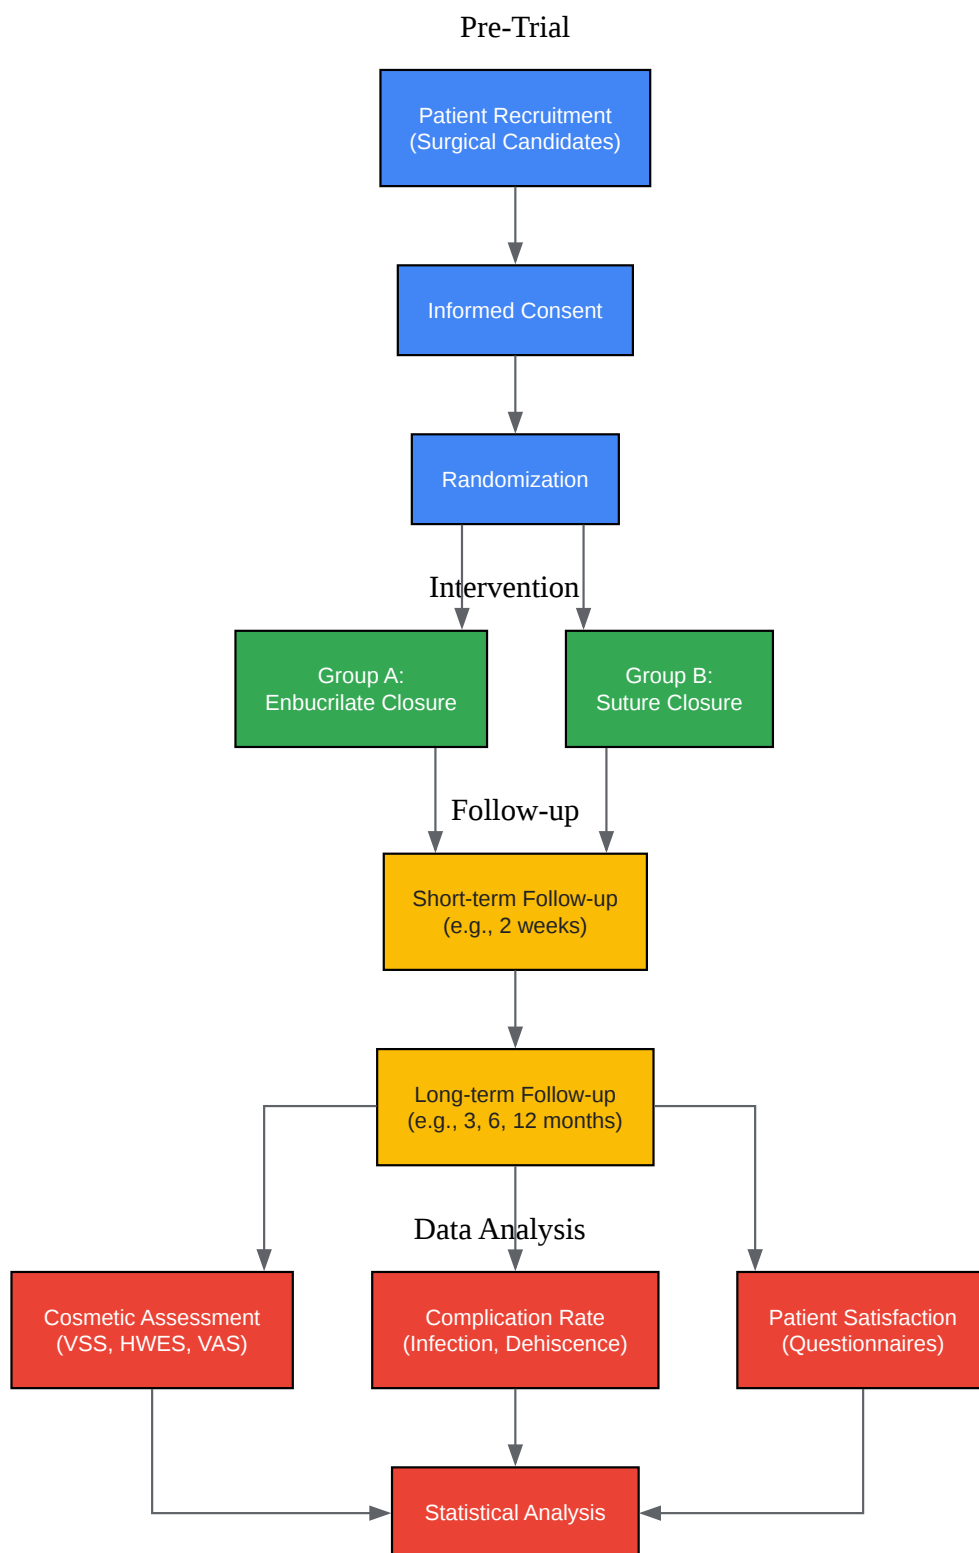 Pre-Trial
Patient Recruitment
(Surgical Candidates)
Informed Consent
Randomization
Intervention
Group A:
Enbucrilate Closure
Group B:
Suture Closure
Follow-up
Short-term Follow-up
(e.g., 2 weeks)
Long-term Follow-up
(e.g., 3, 6, 12 months)
Data Analysis
Cosmetic Assessment
(VSS, HWES, VAS)
Complication Rate
(Infection, Dehiscence)
Patient Satisfaction
(Questionnaires)
Statistical Analysis